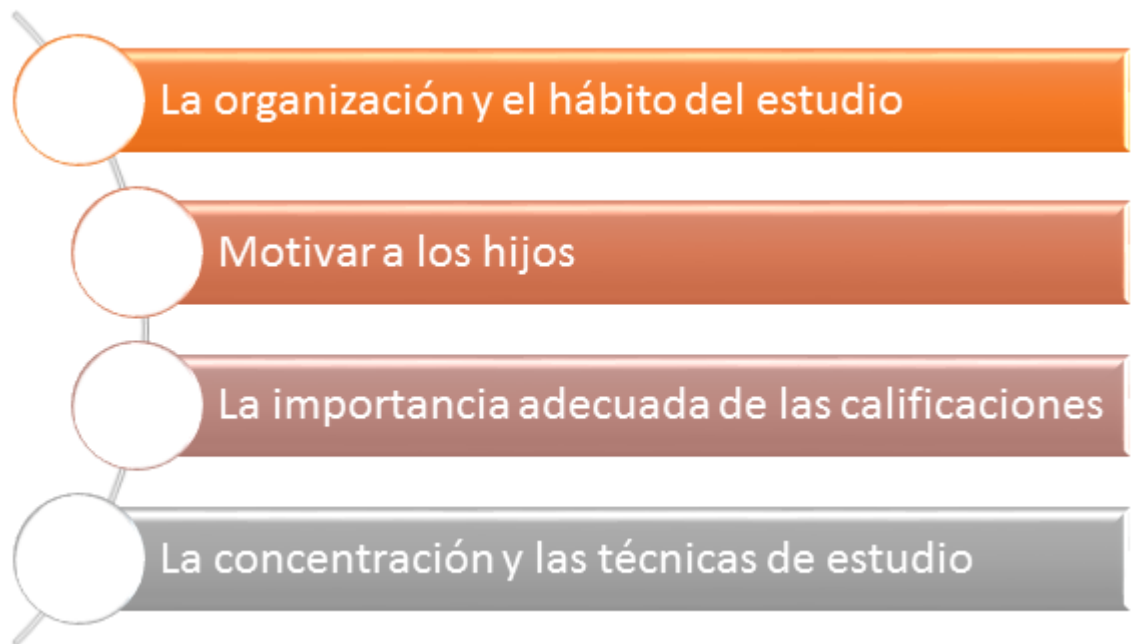 La organización y el hábito del estudio
Motivar a los hijos
La importancia adecuada de las calificaciones
La concentración y las técnicas de estudio